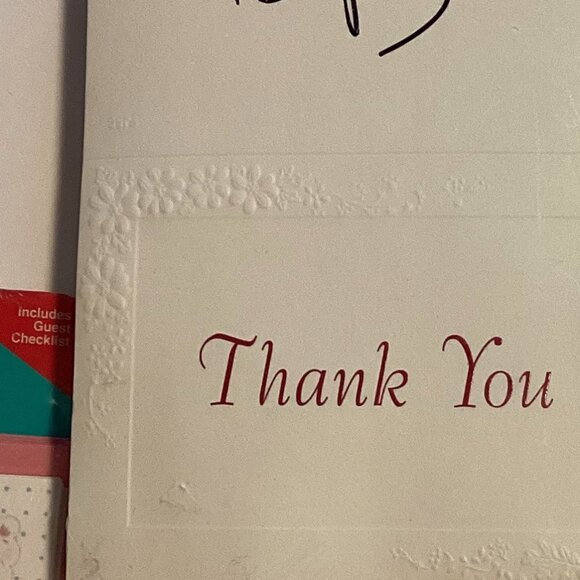 includes
Guest
Checklist
Thank You